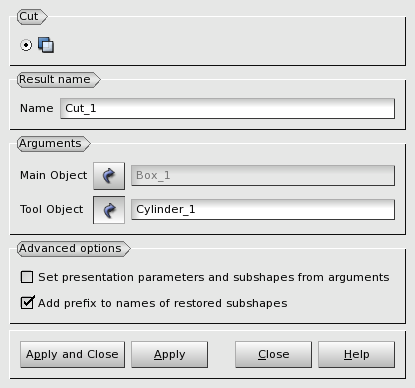 Cut
Result name
Name Cut_1
Arguments
Main Object Box_1
Tool Object Cylinder_1
Advanced options
Set presentation parameters and subshapes from arguments
Add prefix to names of restored subshapes
Apply and Close Apply Close Help